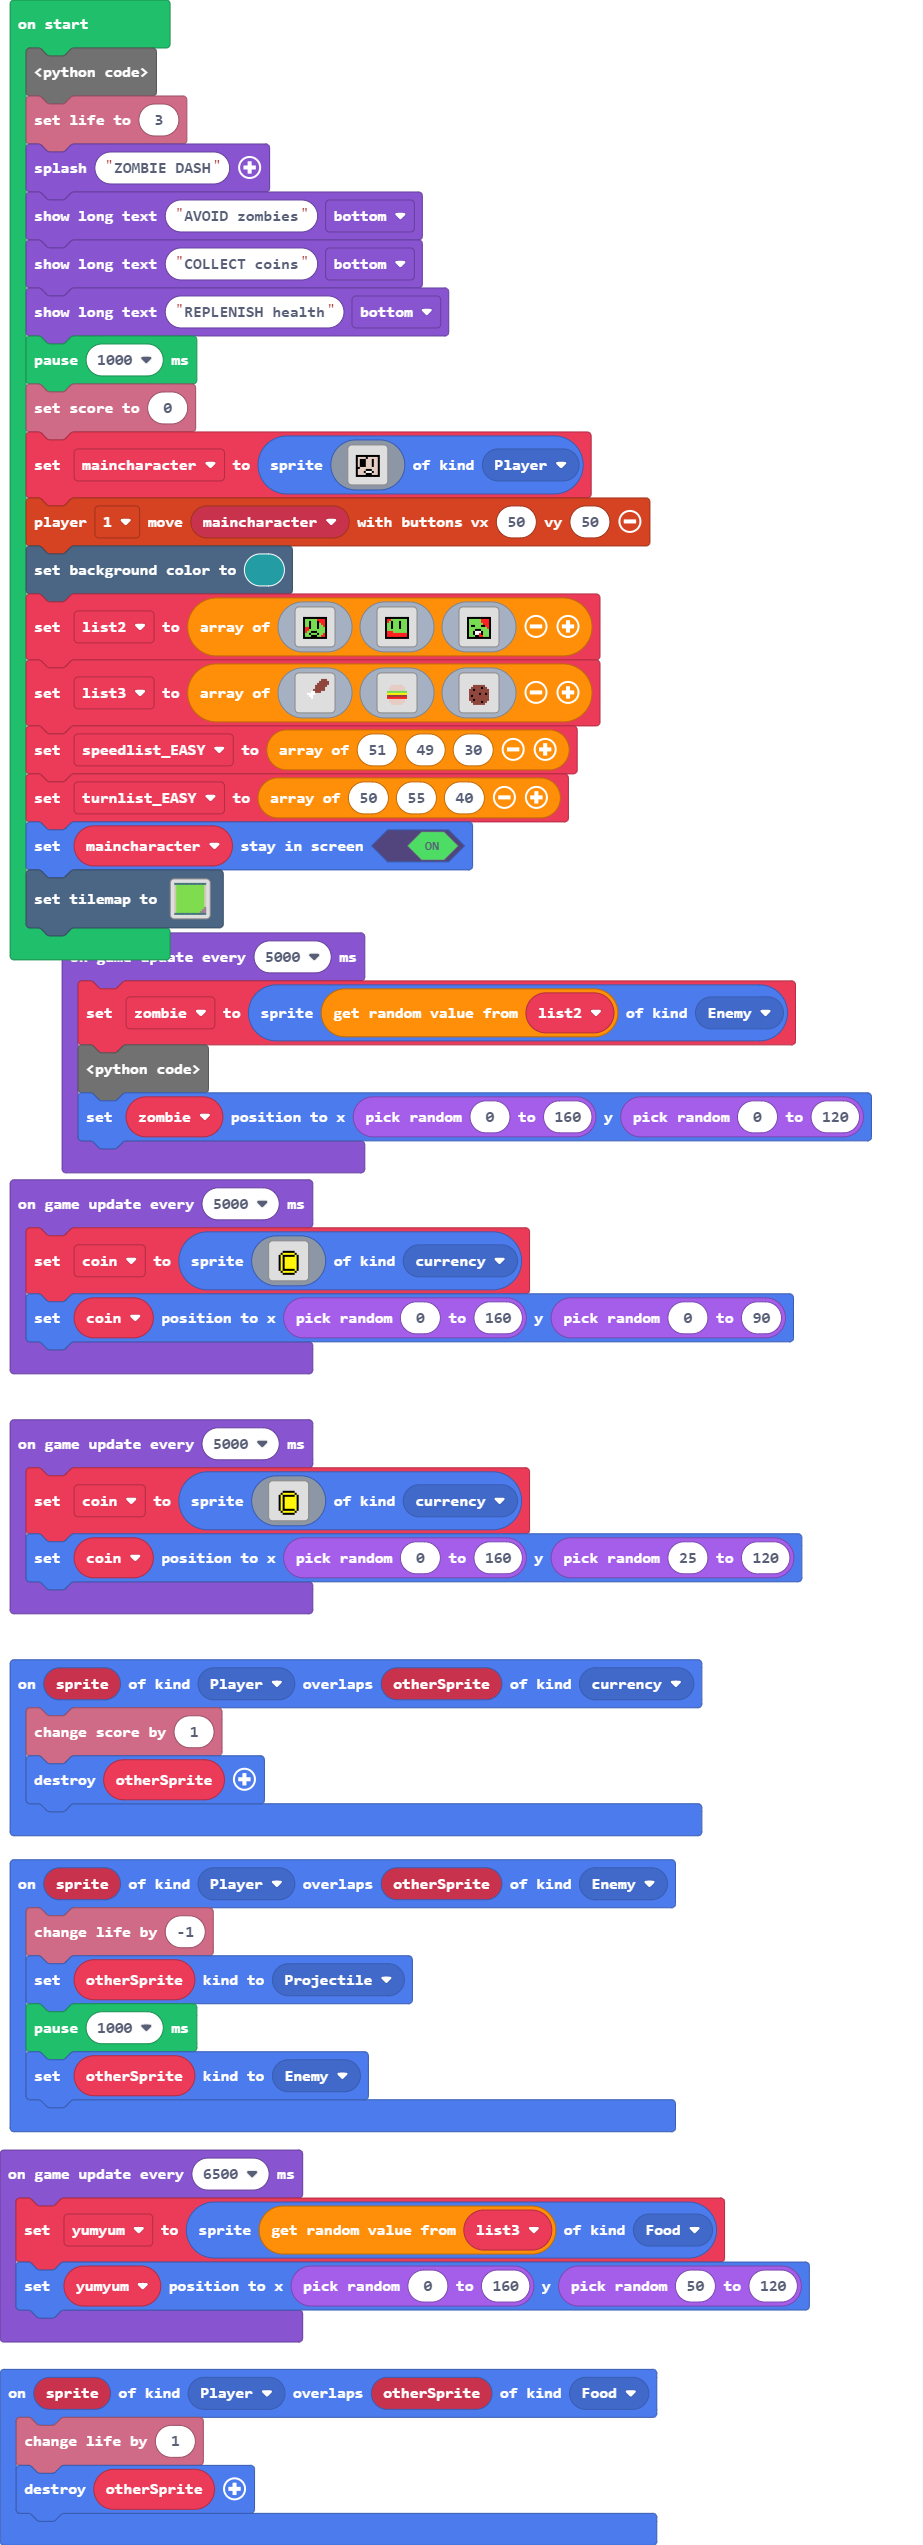 on start
<python code>
set life to 3
splash "ZOMBIE DASH"
show long text "AVOID zombies" bottom
show long text "COLLECT coins" bottom
show long text "REPLENISH health" bottom
pause 1000 ms
set score to 0
set maincharacter to sprite of kind Player
player 1 move maincharacter with buttons vx 50 vy 50
set background color to
set list2 to array of
set list3 to array of
set speedlist_EASY to array of 51 49 30
set turnlist_EASY to array of 50 55 40
set maincharacter stay in screen ON
set tilemap to
on game update every 5000 ms
set zombie to sprite get random value from list2 of kind Enemy
<python code>
set zombie position to x pick random 0 to 160 y pick random 0 to 120
on game update every 5000 ms
set coin to sprite of kind currency
set coin position to x pick random 0 to 160 y pick random 0 to 90
on game update every 5000 ms
set coin to sprite of kind currency
set coin position to x pick random 0 to 160 y pick random 25 to 120
on sprite of kind Player overlaps otherSprite of kind currency
change score by 1
destroy otherSprite
on sprite of kind Player overlaps otherSprite of kind Enemy
change life by -1
set otherSprite kind to Projectile
pause 1000 ms
set otherSprite kind to Enemy
on game update every 6500 ms
set yumyum to sprite get random value from list3 of kind Food
set yumyum position to x pick random 0 to 160 y pick random 50 to 120
on sprite of kind Player overlaps otherSprite of kind Food
change life by 1
destroy otherSprite